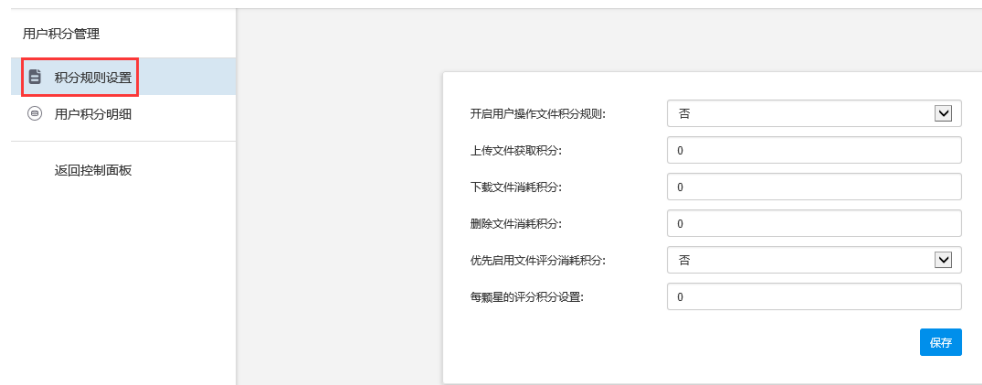 用户积分管理
积分规则设置
用户积分明细
返回控制面板
开启用户操作文件积分规则: 否
上传文件获取积分: 0
下载文件消耗积分: 0
删除文件消耗积分: 0
优先启用文件评分消耗积分: 否
每颗星的评分积分设置: 0
保存